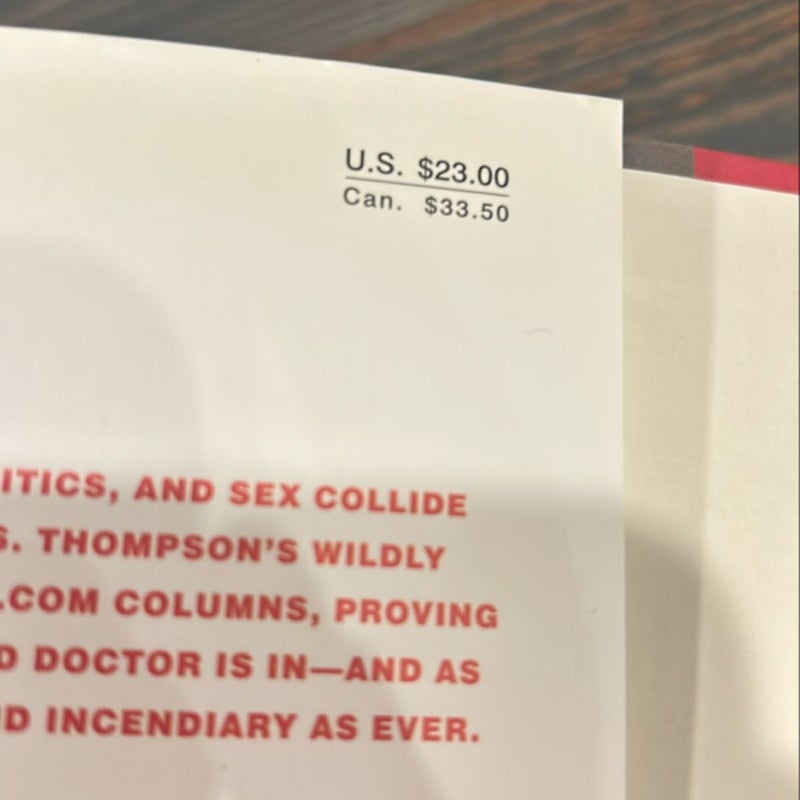 U.S. $23.00
Can. $33.50
ITICS, AND SEX COLLIDE
S. THOMPSON'S WILDLY
.COM COLUMNS, PROVING
D DOCTOR IS IN—AND AS
ND INCENDIARY AS EVER.